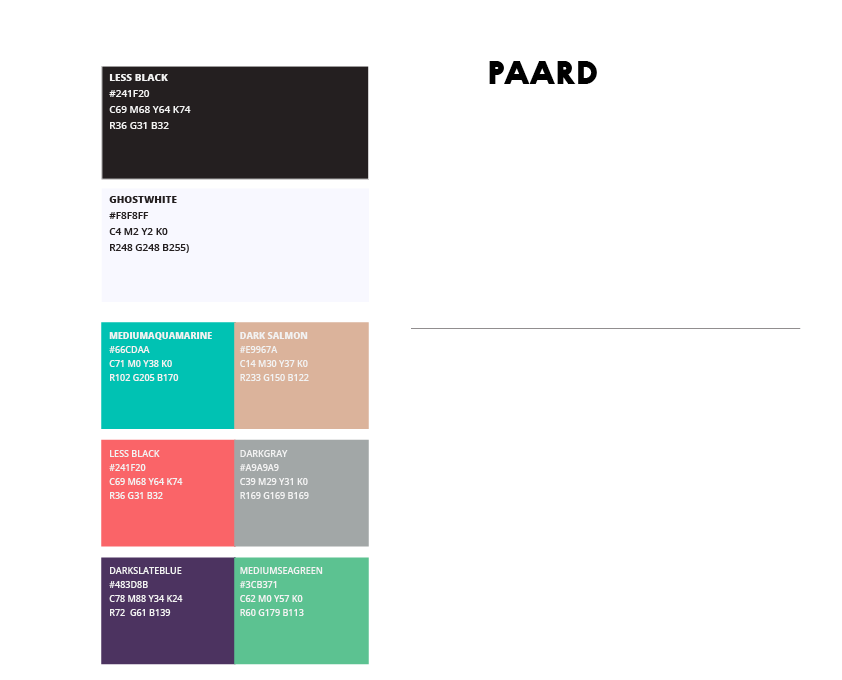 LESS BLACK
#241F20
C69 M68 Y64 K74
R36 G31 B32
PAARD
GHOSTWHITE
#F8F8FF
C4 M2 Y2 K0
R248 G248 B255)
MEDIUMAQUAMARINE
#66CDAA
C71 M0 Y38 K0
R102 G205 B170
DARK SALMON
#E9967A
C14 M30 Y37 K0
R233 G150 B122
LESS BLACK
#241F20
C69 M68 Y64 K74
R36 G31 B32
DARKGRAY
#A9A9A9
C39 M29 Y31 K0
R169 G169 B169
DARKSLATEBLUE
#483D8B
C78 M88 Y34 K24
R72  G61 B139
MEDIUMSEAGREEN
#3CB371
C62 M0 Y57 K0
R60 G179 B113